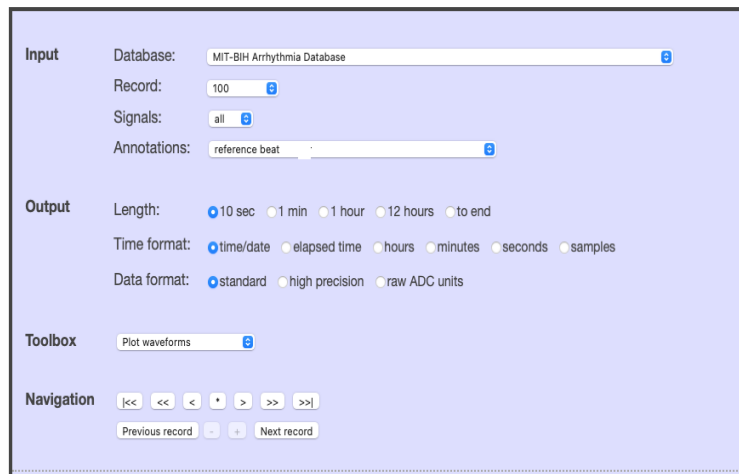 Input Database: MIT-BIH Arrhythmia Database
Record: 100
Signals: all
Annotations: reference beat
Output Length: 10 sec 1 min 1 hour 12 hours to end
Time format: time/date elapsed time hours minutes seconds samples
Data format: standard high precision raw ADC units
Toolbox Plot waveforms
Navigation |<< << < * > >> >>|
Previous record - + Next record